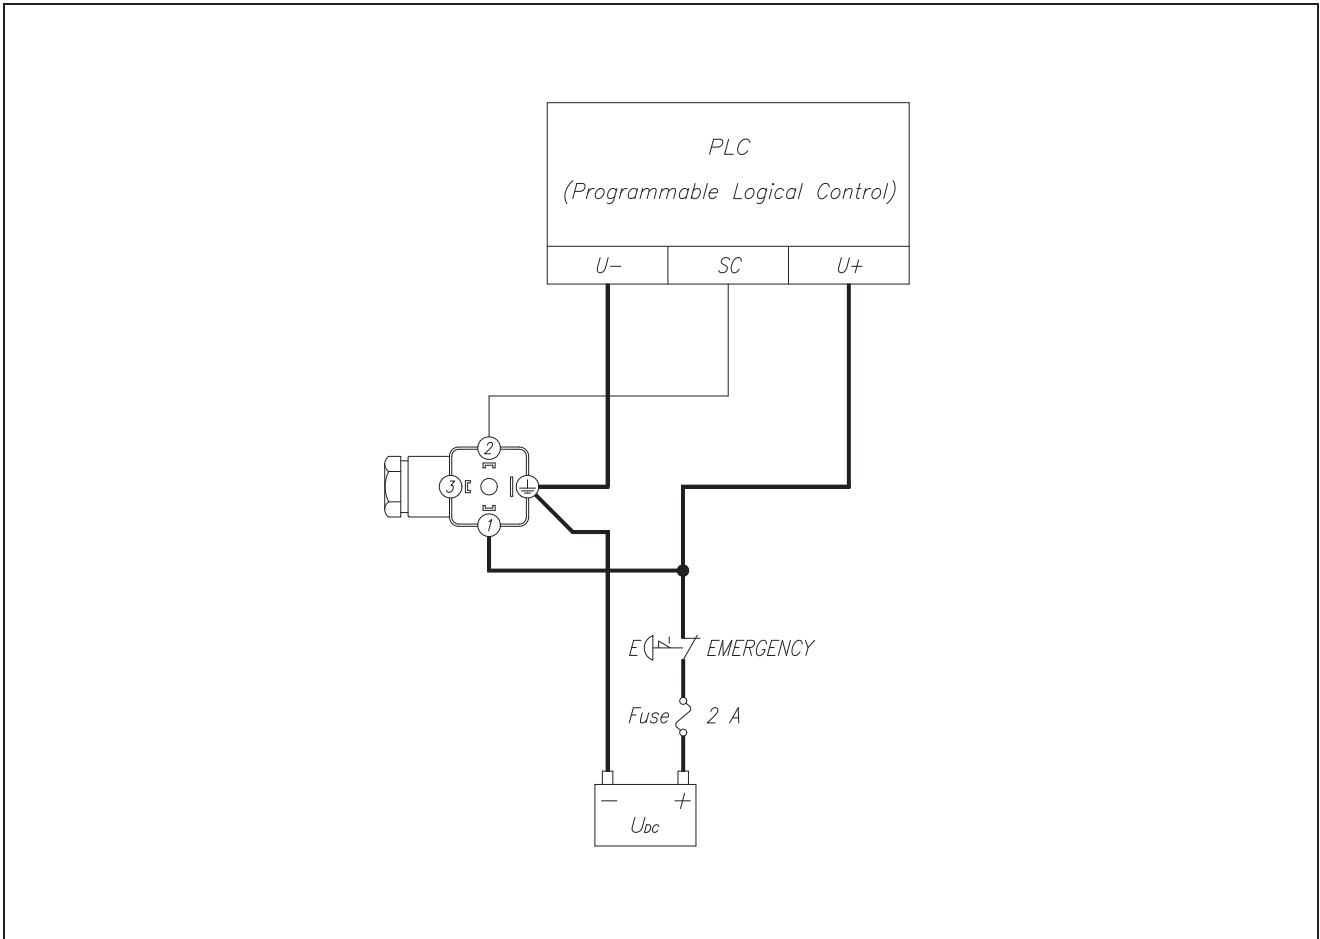 PLC
(Programmable Logical Control)
U- SC U+
2
3
1
E EMERGENCY
Fuse 2 A
- +
UDC